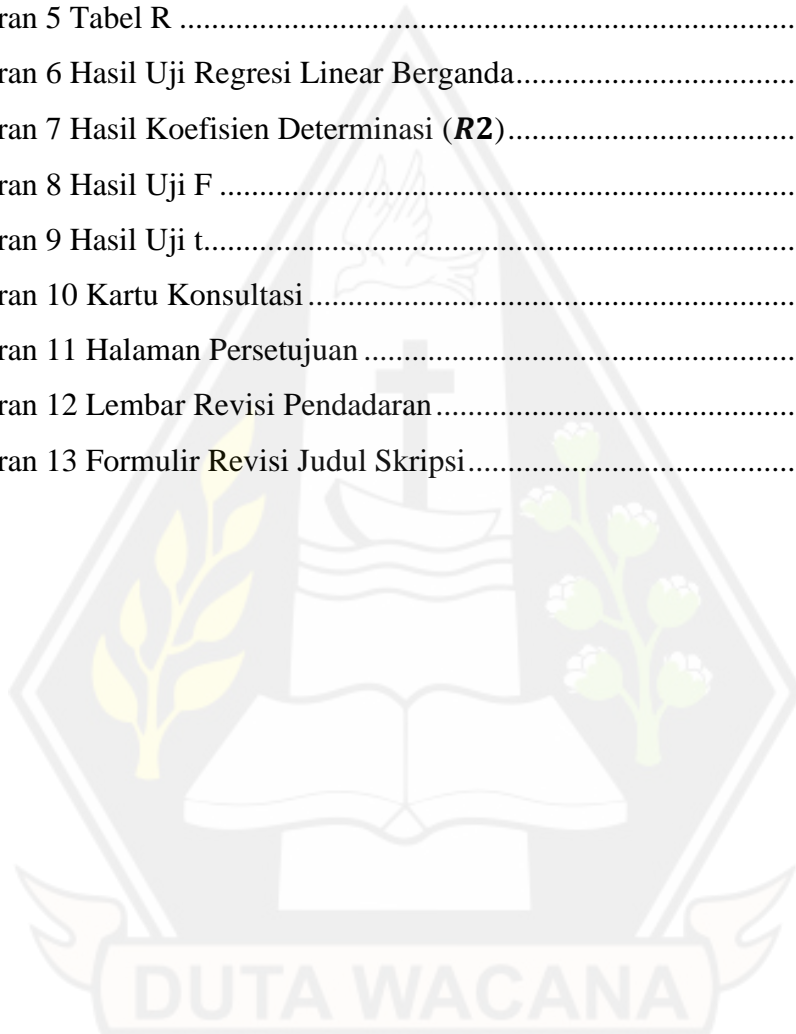 ran 5 Tabel R ................................................................................
ran 6 Hasil Uji Regresi Linear Berganda...................................
ran 7 Hasil Koefisien Determinasi (R2)....................................
ran 8 Hasil Uji F ...........................................................................
ran 9 Hasil Uji t.............................................................................
ran 10 Kartu Konsultasi ...............................................................
ran 11 Halaman Persetujuan ........................................................
ran 12 Lembar Revisi Pendadaran ...............................................
ran 13 Formulir Revisi Judul Skripsi..........................................
DUTA WACANA